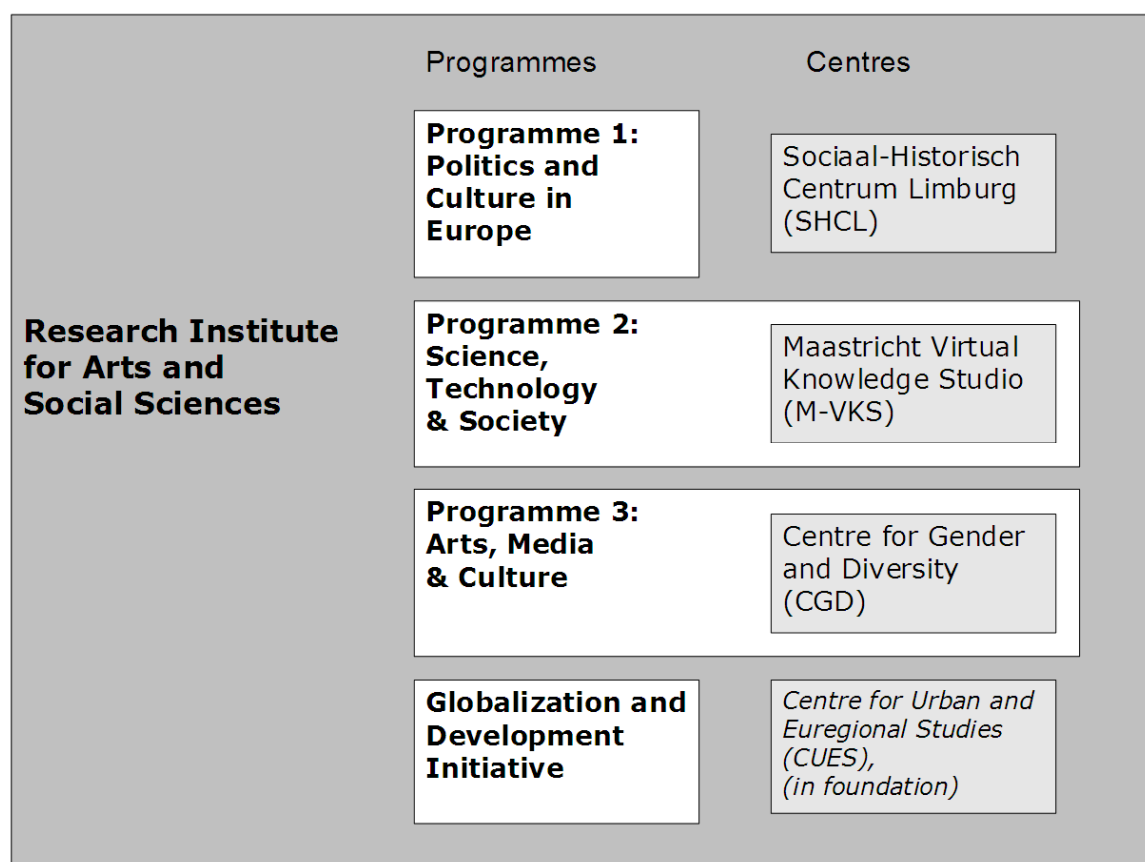 Programmes
Centres
Programme 1:
Politics and
Culture in
Europe
Sociaal-Historisch
Centrum Limburg
(SHCL)
Research Institute
for Arts and
Social Sciences
Programme 2:
Science,
Technology
& Society
Maastricht Virtual
Knowledge Studio
(M-VKS)
Programme 3:
Arts, Media
& Culture
Centre for Gender
and Diversity
(CGD)
Globalization and
Development
Initiative
Centre for Urban and
Euregional Studies
(CUES),
(in foundation)